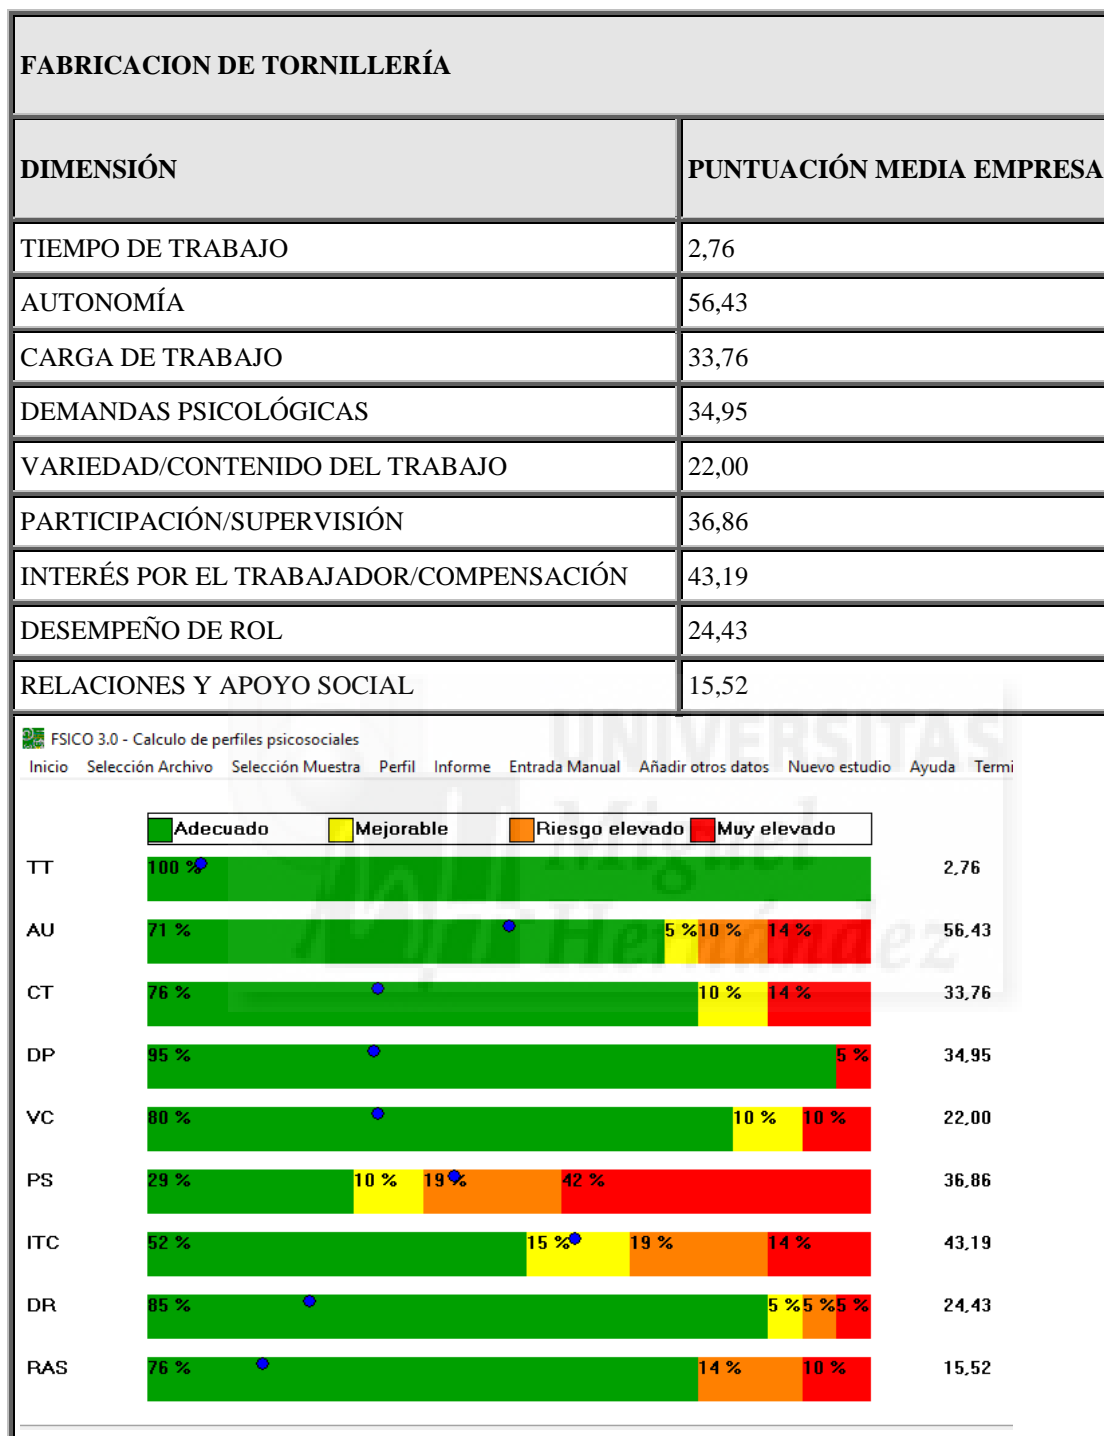 FABRICACION DE TORNILLERÍA
DIMENSIÓN PUNTUACIÓN MEDIA EMPRESA
TIEMPO DE TRABAJO 2,76
AUTONOMÍA 56,43
CARGA DE TRABAJO 33,76
DEMANDAS PSICOLÓGICAS 34,95
VARIEDAD/CONTENIDO DEL TRABAJO 22,00
PARTICIPACIÓN/SUPERVISIÓN 36,86
INTERÉS POR EL TRABAJADOR/COMPENSACIÓN 43,19
DESEMPEÑO DE ROL 24,43
RELACIONES Y APOYO SOCIAL 15,52
UNIVERSITAS
Miguel
Hernández
FSICO 3.0 - Calculo de perfiles psicosociales
Inicio Selección Archivo Selección Muestra Perfil Informe Entrada Manual Añadir otros datos Nuevo estudio Ayuda Termi
Adecuado Mejorable Riesgo elevado Muy elevado
TT 100 % 2,76
AU 71 % 5 % 10 % 14 % 56,43
CT 76 % 10 % 14 % 33,76
DP 95 % 5 % 34,95
VC 80 % 10 % 10 % 22,00
PS 29 % 10 % 19 % 42 % 36,86
ITC 52 % 15 % 19 % 14 % 43,19
DR 85 % 5 % 5 % 5 % 24,43
RAS 76 % 14 % 10 % 15,52